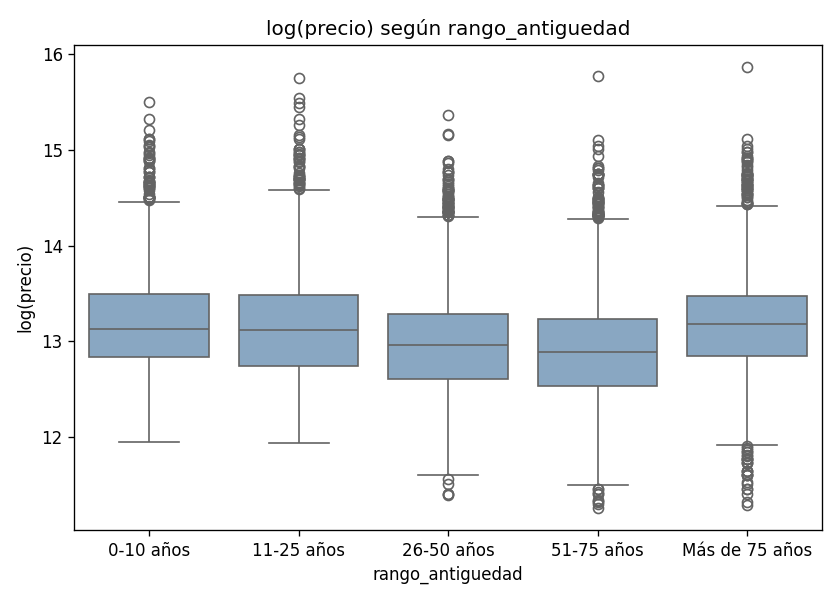 log(precio) según rango_antiguedad
log(precio)
16
15
14
13
12
0-10 años
11-25 años
26-50 años
51-75 años
Más de 75 años
rango_antiguedad